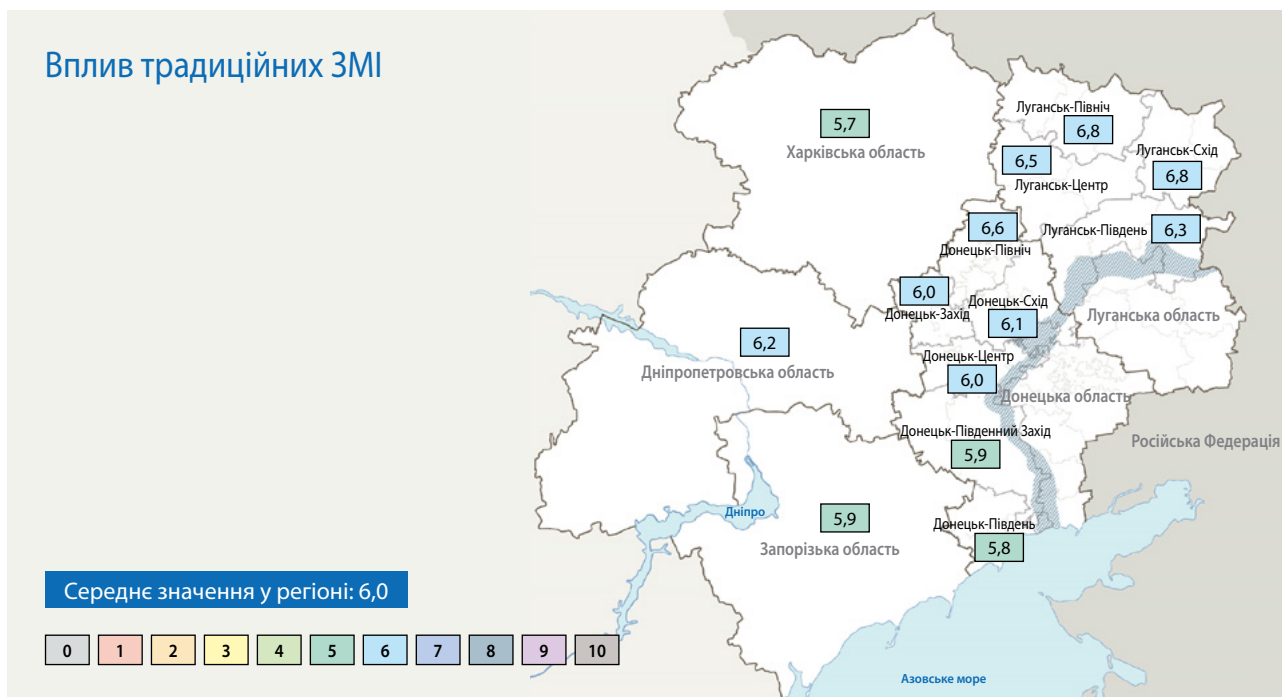 Вплив традиційних ЗМІ
Луганськ-Північ
6,8
5,7
Харківська область
Луганськ-Схід
6,8
6,5
Луганськ-Центр
6,6
Донецьк-Північ
Луганськ-Південь
6,3
6,0
Донецьк-Захід
Донецьк-Схід
6,1
Луганська область
6,2
Дніпропетровська область
Донецьк-Центр
6,0
Донецька область
Донецьк-Південний Захід
5,9
Російська Федерація
Дніпро
5,9
Запорізька область
Донецьк-Південь
5,8
Середнє значення у регіоні: 6,0
0 1 2 3 4 5 6 7 8 9 10
Азовське море